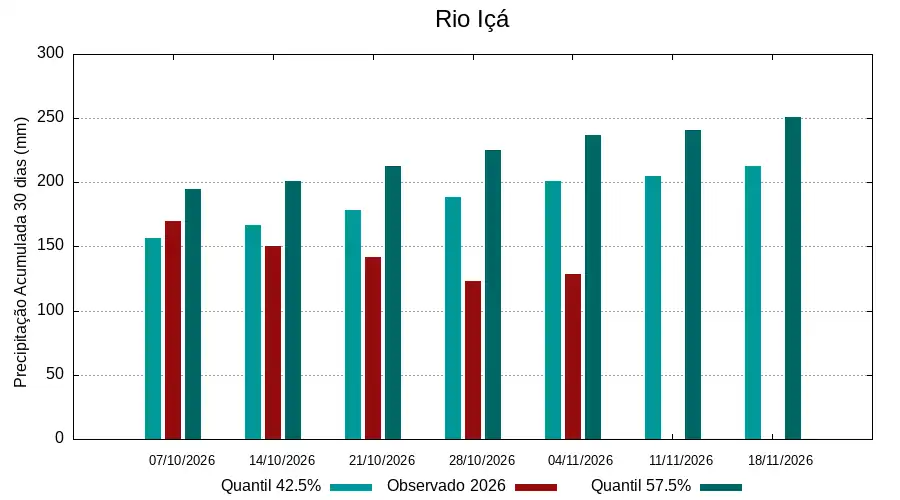 Rio Içá
Precipitação Acumulada 30 dias (mm)
300
250
200
150
100
50
0
07/10/2026 14/10/2026 21/10/2026 28/10/2026 04/11/2026 11/11/2026 18/11/2026
Quantil 42.5% Observado 2026 Quantil 57.5%